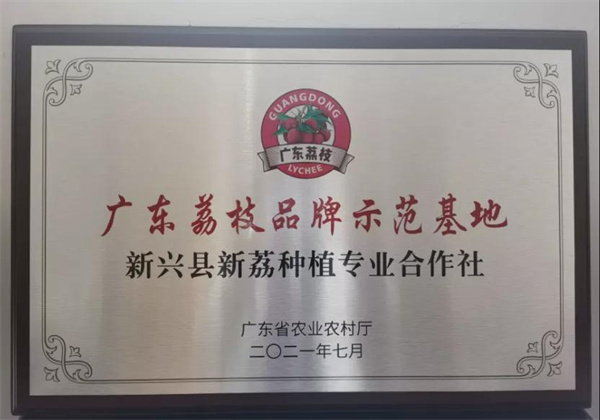 GUANGDONG
广东荔枝
LYCHEE
广东荔枝品牌示范基地
新兴县新荔种植专业合作社
广东省农业农村厅
二〇二一年七月